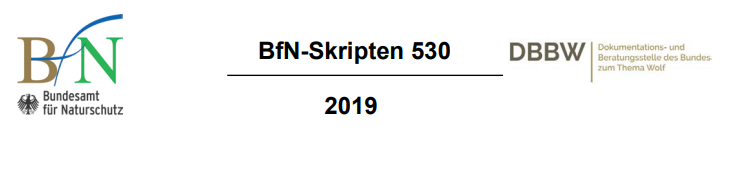 BfN
Bundesamt
für Naturschutz
BfN-Skripten 530
2019
DBBW
Dokumentations- und
Beratungsstelle des Bundes
zum Thema Wolf